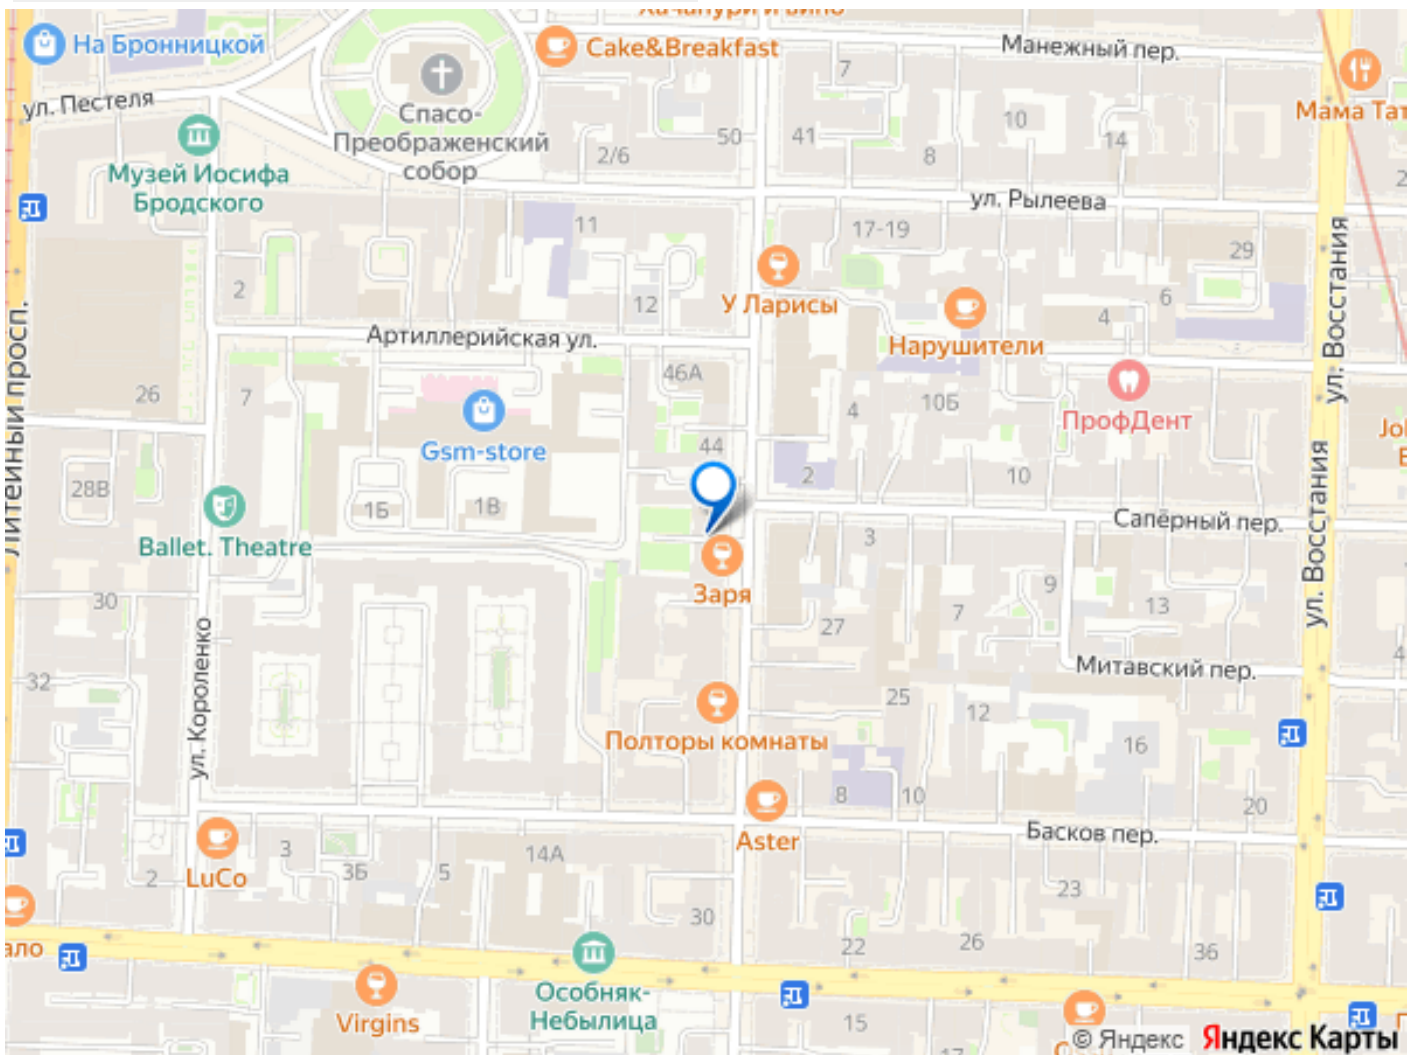 Хачапури и вино
На Бронницкой
Cake&Breakfast
Манежный пер.
7
Мама Тат
ул. Пестеля
Спасо-
Преображенский
собор
50
41
10
14
2/6
8
Музей Иосифа
Бродского
ул. Рылеева
2
11
17-19
29
ул. Восстания
2
12
У Ларисы
6
4
Нарушители
Артиллерийская ул.
Литейный просп.
26
7
46А
4
10Б
ПрофДент
Gsm-store
44
28В
1Б
1В
2
10
Сапёрный пер.
Ballet. Theatre
3
ул. Восстания
Заря
30
9
7
13
27
ул. Короленко
Митавский пер.
4
32
25
12
Полторы комнаты
16
8
10
20
Aster
Басков пер.
LuCo
2
3
3Б
5
14А
23
30
22
26
36
Особняк-
Небылица
Virgins
15
17
© Яндекс Яндекс Карты